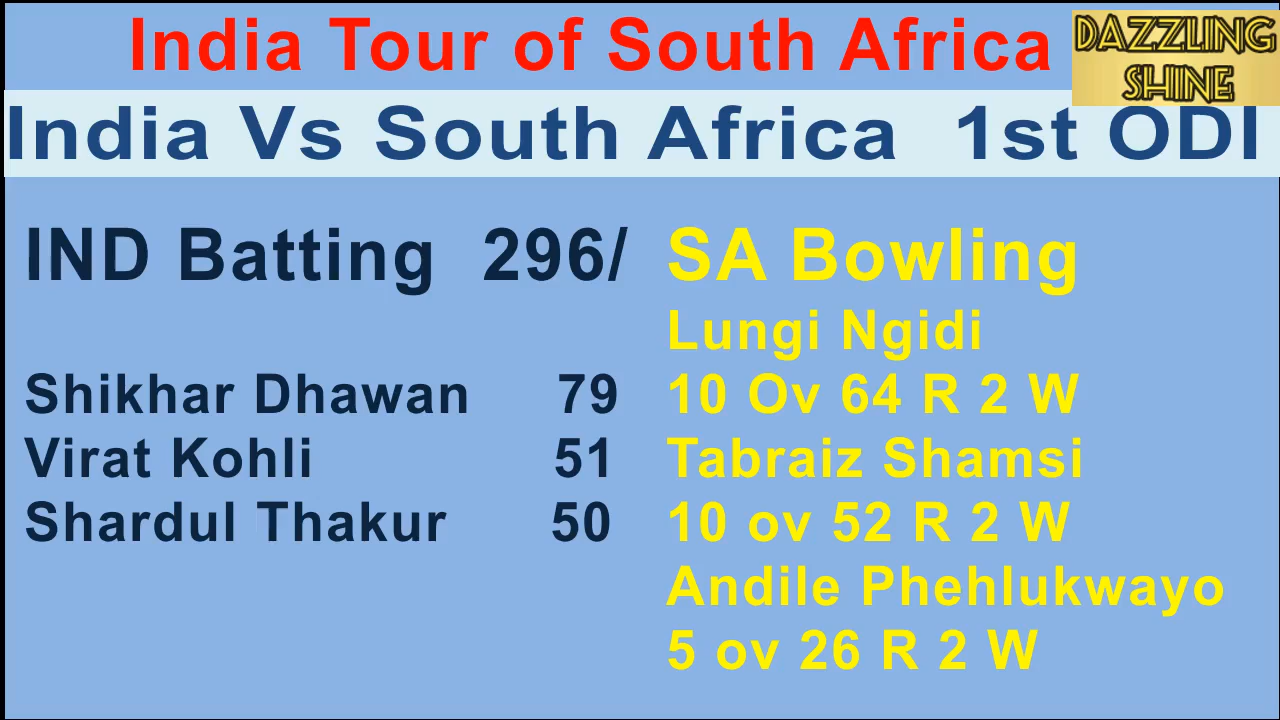 India Tour of South Africa
DAZZLING
SHINE
India Vs South Africa 1st ODI
IND Batting 296/
Shikhar Dhawan 79
Virat Kohli 51
Shardul Thakur 50
SA Bowling
Lungi Ngidi
10 Ov 64 R 2 W
Tabraiz Shamsi
10 ov 52 R 2 W
Andile Phehlukwayo
5 ov 26 R 2 W